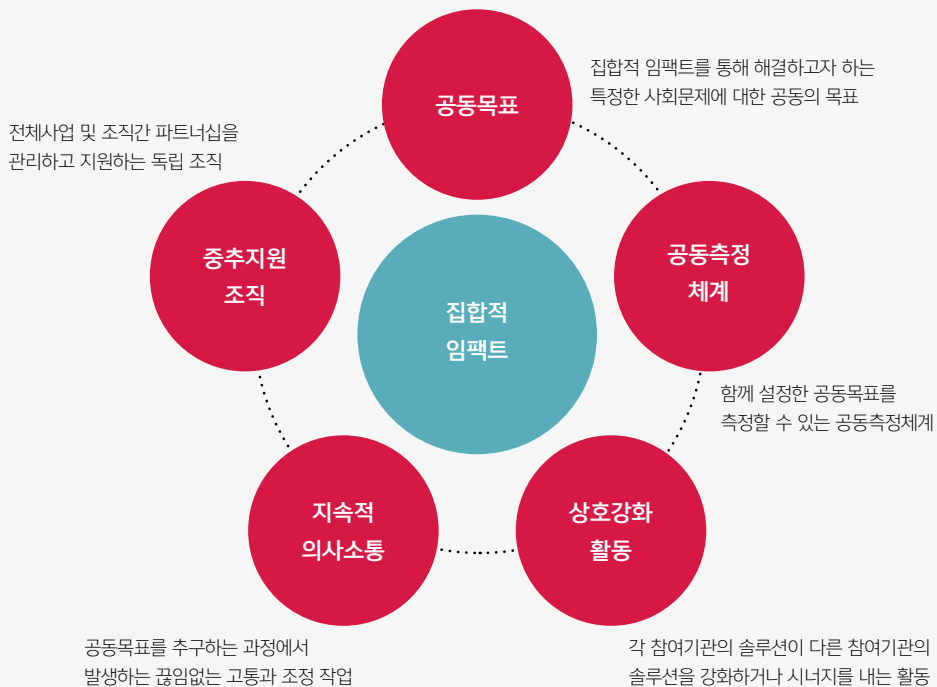 공동목표
집합적 임팩트를 통해 해결하고자 하는
특정한 사회문제에 대한 공동의 목표
전체사업 및 조직간 파트너십을
관리하고 지원하는 독립 조직
중추지원
조직
공동측정
체계
집합적
임팩트
함께 설정한 공동목표를
측정할 수 있는 공동측정체계
지속적
의사소통
상호강화
활동
공동목표를 추구하는 과정에서
발생하는 끊임없는 고통과 조정 작업
각 참여기관의 솔루션이 다른 참여기관의
솔루션을 강화하거나 시너지를 내는 활동